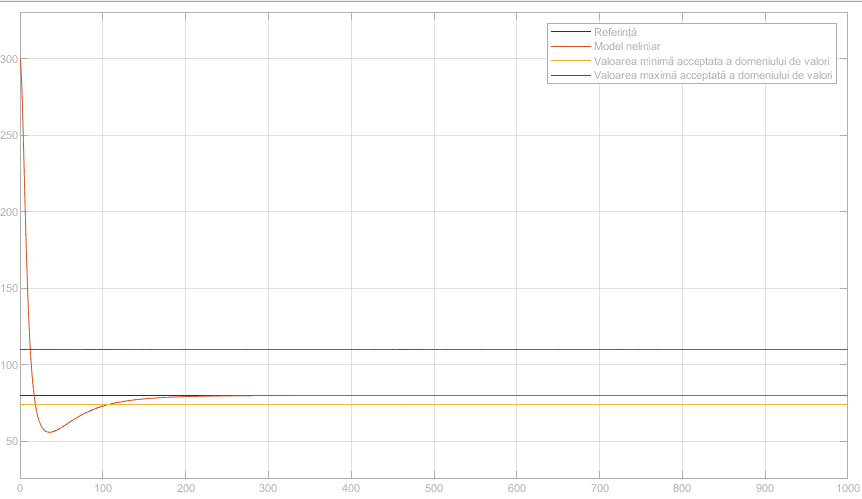 Referință
Model neliniar
Valoarea minimă acceptata a domeniului de valori
Valoarea maximă acceptată a domeniului de valori
300
250
200
150
100
50
0 100 200 300 400 500 600 700 800 900 1000